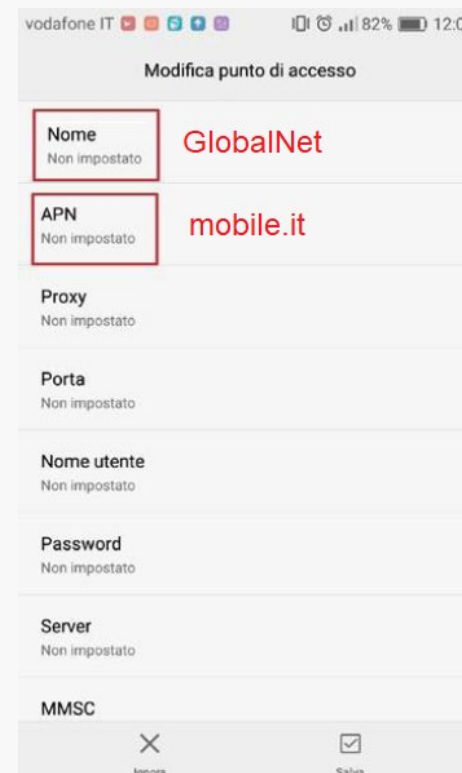 vodafone IT 82% 12:0
Modifica punto di accesso
Nome
GlobalNet
Non impostato
APN
mobile.it
Non impostato
Proxy
Non impostato
Porta
Non impostato
Nome utente
Non impostato
Password
Non impostato
Server
Non impostato
MMSC
Ignora Salva